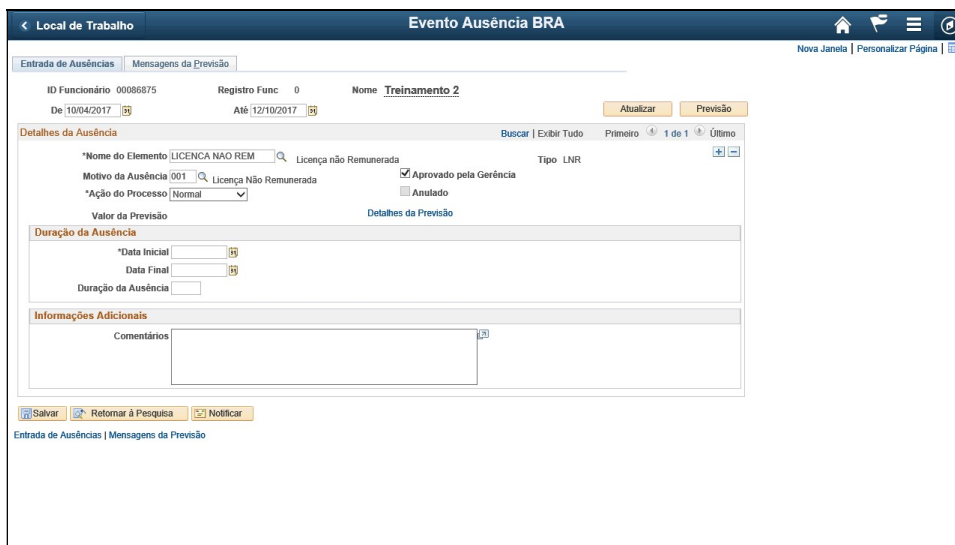 Local de Trabalho Evento Ausência BRA
Nova Janela | Personalizar Página |
Entrada de Ausências Mensagens da Previsão
ID Funcionário 00086875 Registro Func 0 Nome Treinamento 2
De 10/04/2017 Até 12/10/2017 Atualizar Previsão
Detalhes da Ausência Buscar | Exibir Tudo Primeiro 1 de 1 Último
*Nome do Elemento LICENCA NAO REM Licença não Remunerada Tipo LNR
Motivo da Ausência 001 Licença Não Remunerada Aprovado pela Gerência
*Ação do Processo Normal Anulado
Valor da Previsão Detalhes da Previsão
Duração da Ausência
*Data Inicial
Data Final
Duração da Ausência
Informações Adicionais
Comentários
Salvar Retornar à Pesquisa Notificar
Entrada de Ausências | Mensagens da Previsão